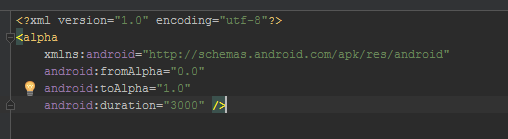 <?xml version="1.0" encoding="utf-8"?>
<alpha
xmlns:android="http://schemas.android.com/apk/res/android"
android:fromAlpha="0.0"
android:toAlpha="1.0"
android:duration="3000" />